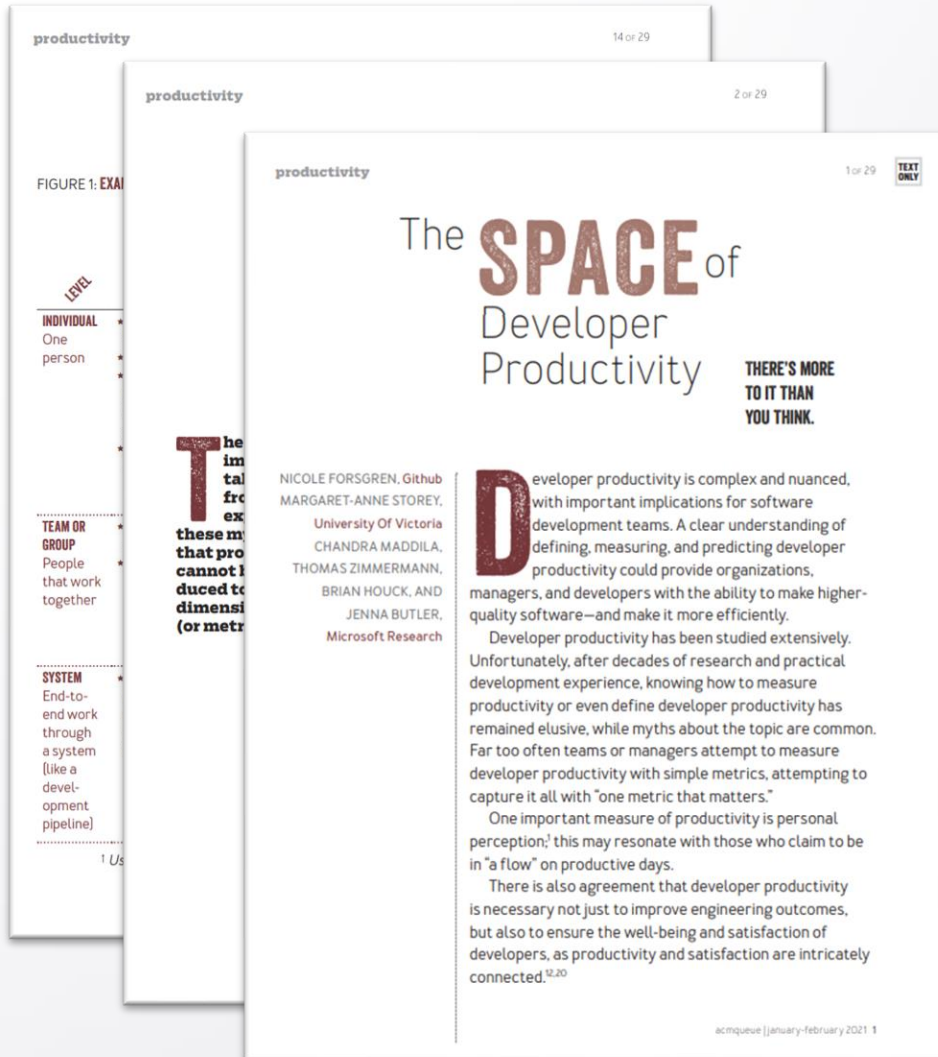 productivity
14 OF 29
FIGURE 1:
LEVEL
INDIVIDUAL
One
person
TEAM OR
GROUP
People
that work
together
SYSTEM
End-to-
end work
through
a system
(like a
devel-
opment
pipeline)
productivity
2 OF 29
these
that
cannot
productivity
1 OF 29
TEXT
ONLY
The SPACE of
Developer
Productivity
THERE'S MORE
TO IT THAN
YOU THINK.
NICOLE FORSGREN, Github
MARGARET-ANNE STOREY,
University Of Victoria
CHANDRA MADDILA,
THOMAS ZIMMERMANN,
BRIAN HOUCK, AND
JENNA BUTLER,
Microsoft Research
Developer productivity is complex and nuanced,
with important implications for software
development teams. A clear understanding of
defining, measuring, and predicting developer
productivity could provide organizations,
managers, and developers with the ability to make higher-
quality software—and make it more efficiently.
Developer productivity has been studied extensively.
Unfortunately, after decades of research and practical
development experience, knowing how to measure
productivity or even define developer productivity has
remained elusive, while myths about the topic are common.
Far too often teams or managers attempt to measure
developer productivity with simple metrics, attempting to
capture it all with "one metric that matters."
One important measure of productivity is personal
perception;1 this may resonate with those who claim to be
in "a flow" on productive days.
There is also agreement that developer productivity
is necessary not just to improve engineering outcomes,
but also to ensure the well-being and satisfaction of
developers, as productivity and satisfaction are intricately
connected.12,20
acmqueue | january-february 2021 1